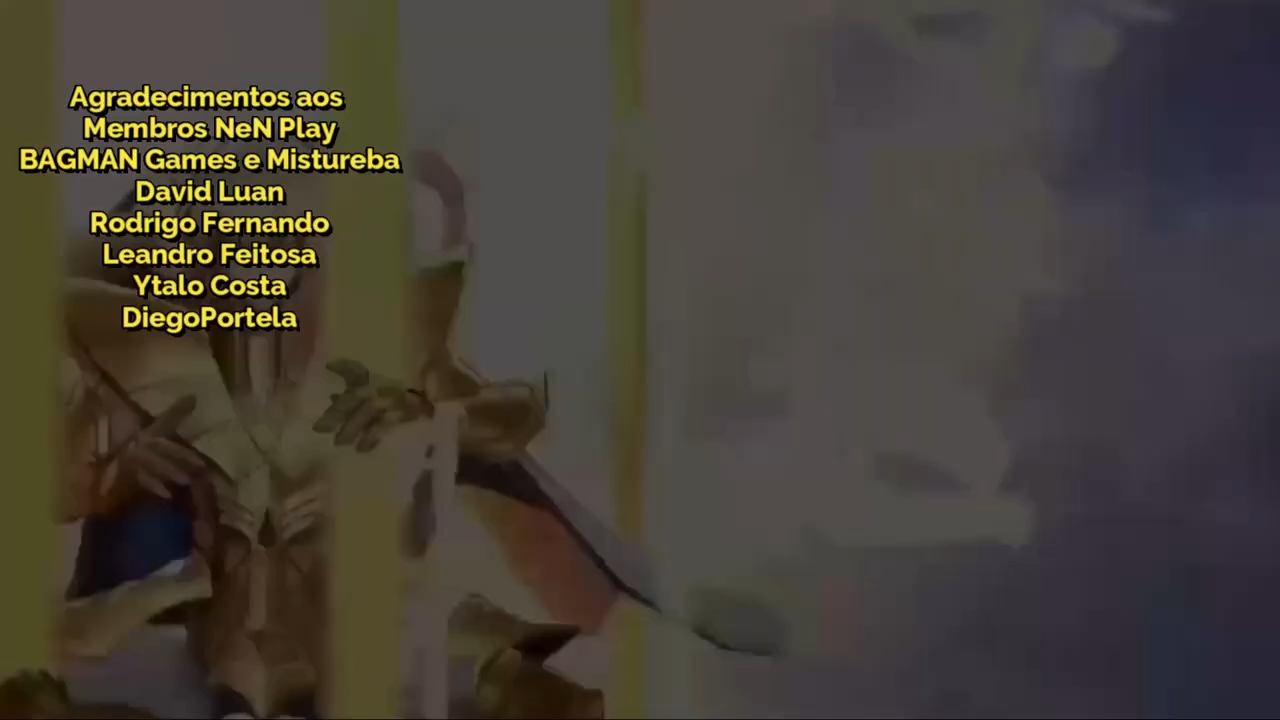 Agradecimentos aos
Membros NeN Play
BAGMAN Games e Mistureba
David Luan
Rodrigo Fernando
Leandro Feitosa
Ytalo Costa
DiegoPortela